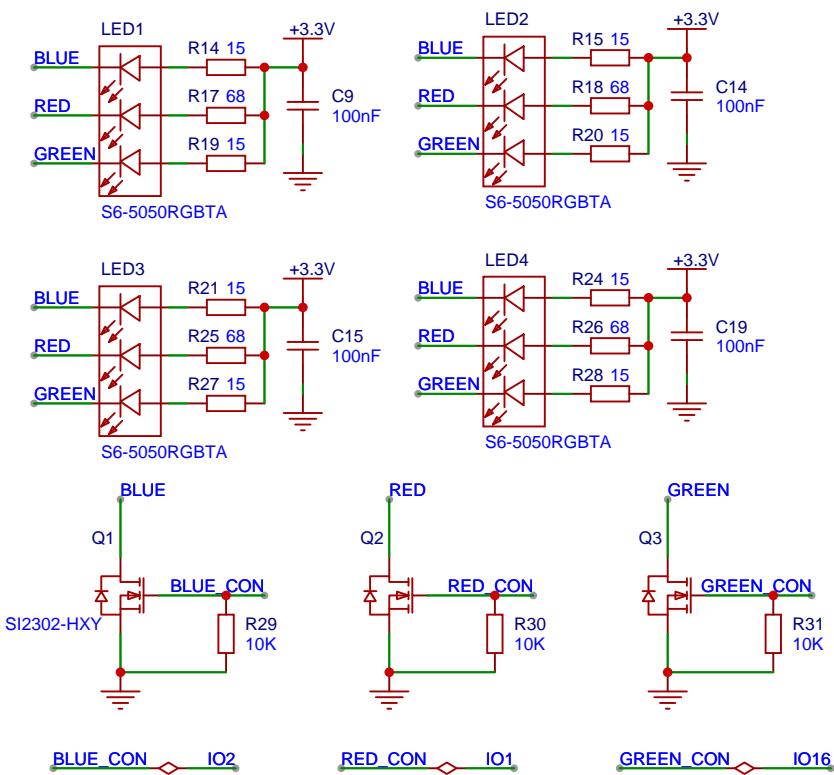 LED1
+3.3V
BLUE
R14 15
RED
R17 68
C9
100nF
GREEN
R19 15
S6-5050RGBTA
LED2
+3.3V
BLUE
R15 15
RED
R18 68
C14
100nF
GREEN
R20 15
S6-5050RGBTA
LED3
+3.3V
BLUE
R21 15
RED
R25 68
C15
100nF
GREEN
R27 15
S6-5050RGBTA
LED4
+3.3V
BLUE
R24 15
RED
R26 68
C19
100nF
GREEN
R28 15
S6-5050RGBTA
BLUE
Q1
BLUE_CON
SI2302-HXY
R29
10K
RED
Q2
RED_CON
R30
10K
GREEN
Q3
GREEN_CON
R31
10K
BLUE_CON IO2
RED_CON IO1
GREEN_CON IO16